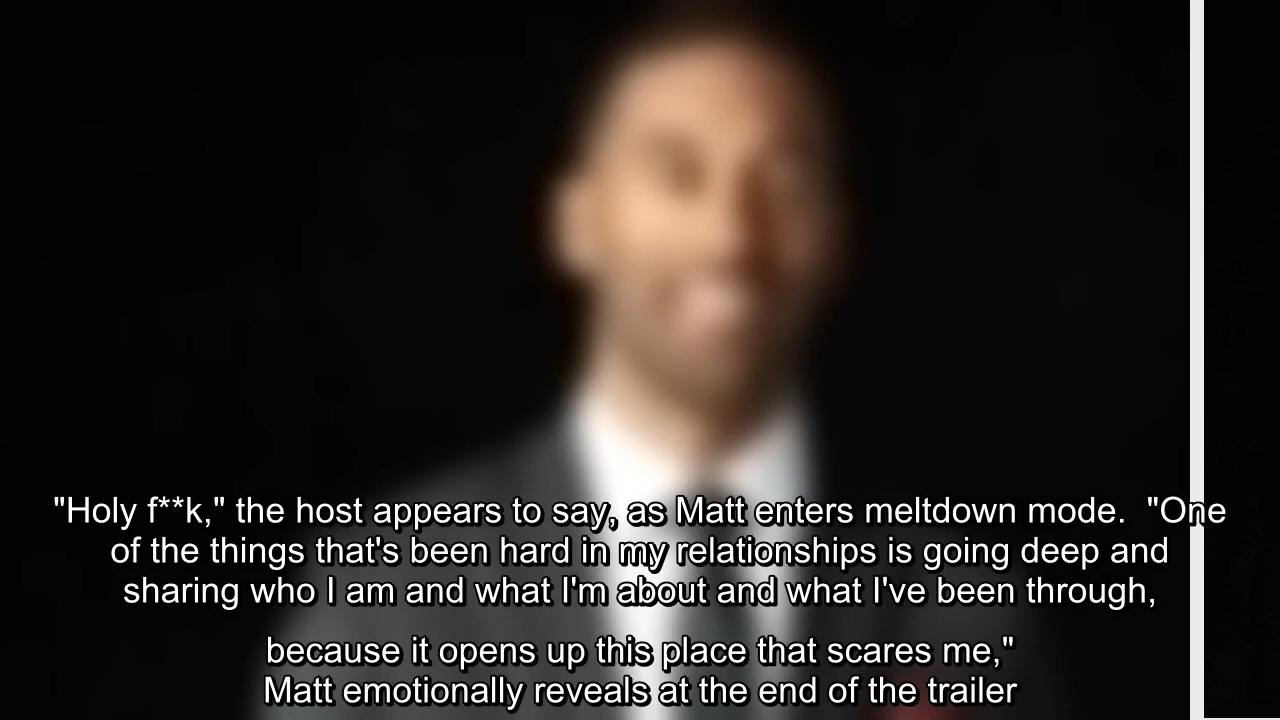 "Holy f**k," the host appears to say, as Matt enters meltdown mode.  "One
of the things that's been hard in my relationships is going deep and
sharing who I am and what I'm about and what I've been through,
because it opens up this place that scares me,"
Matt emotionally reveals at the end of the trailer